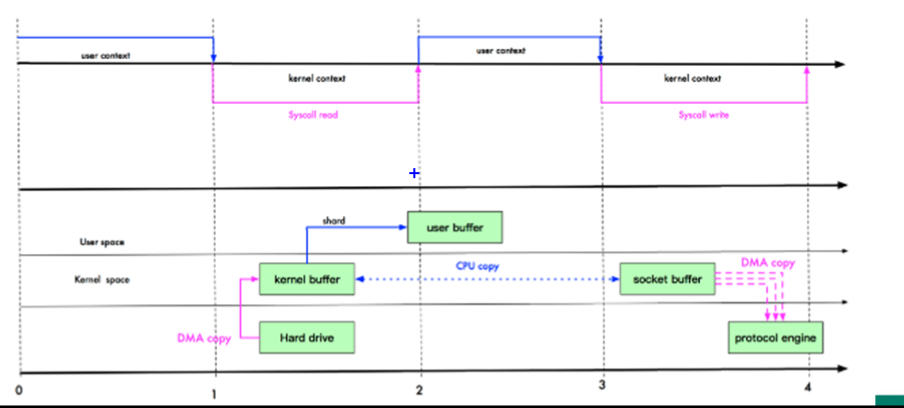 user context
user context
kernel context
kernel context
Syscall read
Syscall write
shard
user buffer
User space
CPU copy
DMA copy
Kernel space
kernel buffer
socket buffer
DMA copy
Hard drive
protocol engine
0
1
2
3
4